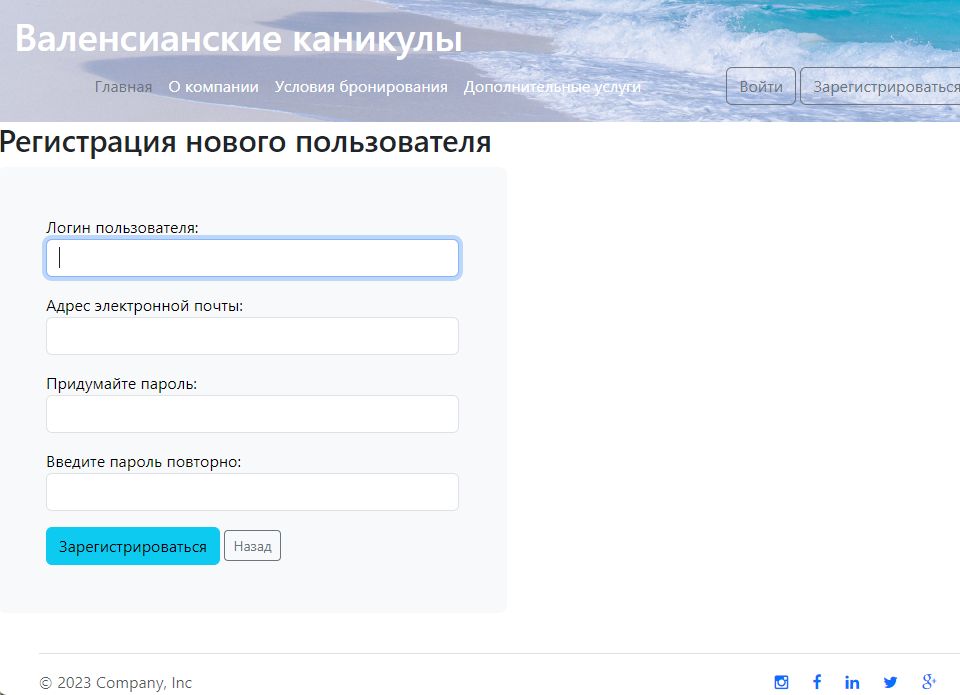 Валенсианские каникулы
Главная О компании Условия бронирования Дополнительные услуги Войти Зарегистрироваться
Регистрация нового пользователя
Логин пользователя:
Адрес электронной почты:
Придумайте пароль:
Введите пароль повторно:
Зарегистрироваться Назад
© 2023 Company, Inc